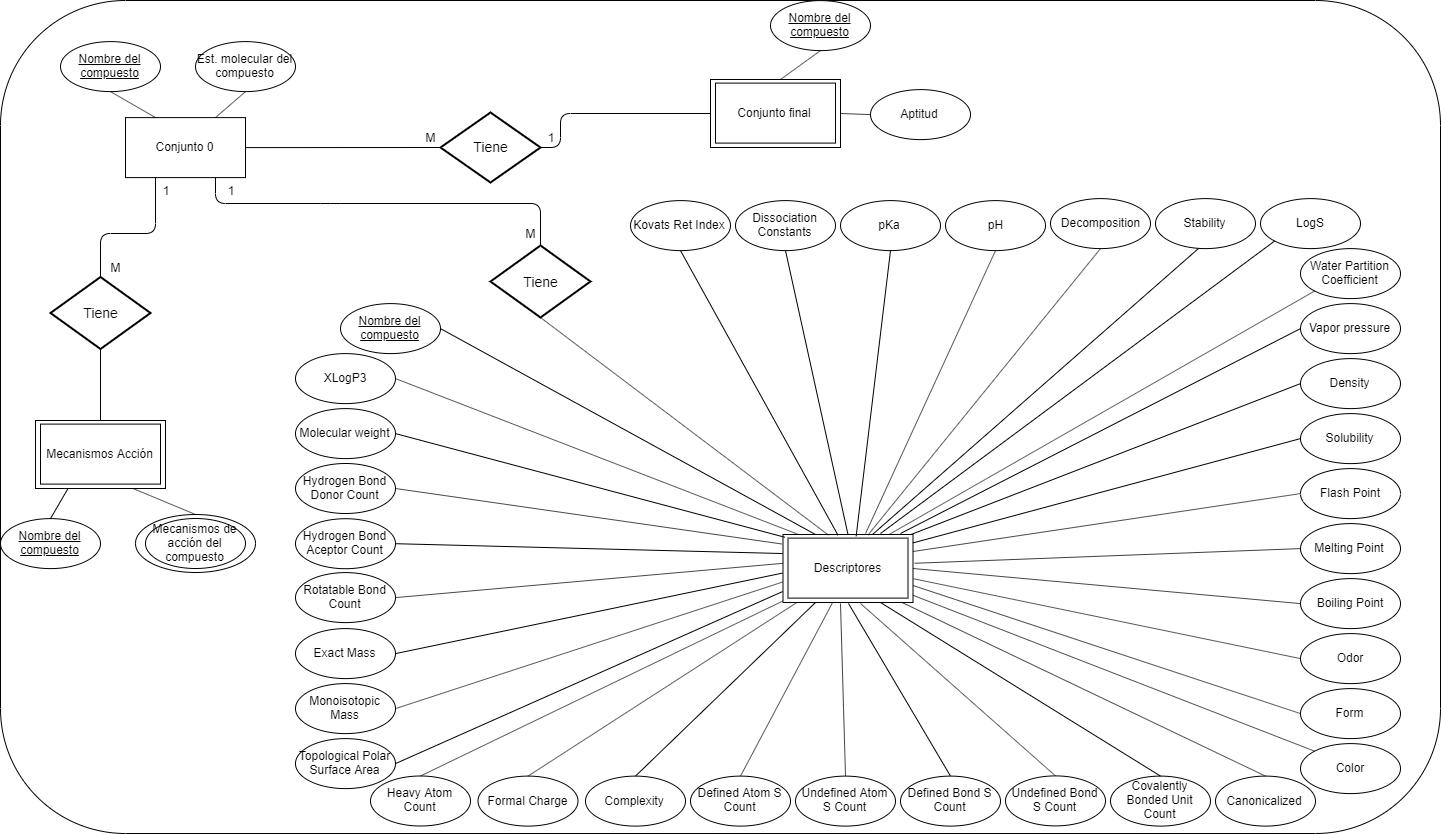 Nombre del
compuesto
Nombre del
compuesto
Est. molecular del
compuesto
Conjunto final
Aptitud
Conjunto 0
M
Tiene
1
1
1
M
Tiene
M
Tiene
Mecanismos Acción
Nombre del
compuesto
Mecanismos de
acción del
compuesto
Kovats Ret Index
Dissociation
Constants
pKa
pH
Decomposition
Stability
LogS
Water Partition
Coefficient
Vapor pressure
Density
Solubility
Flash Point
Melting Point
Boiling Point
Odor
Form
Color
Nombre del
compuesto
XLogP3
Molecular weight
Hydrogen Bond
Donor Count
Hydrogen Bond
Aceptor Count
Rotatable Bond
Count
Exact Mass
Monoisotopic
Mass
Topological Polar
Surface Area
Descriptores
Heavy Atom
Count
Formal Charge
Complexity
Defined Atom S
Count
Undefined Atom
S Count
Defined Bond S
Count
Undefined Bond
S Count
Covalently
Bonded Unit
Count
Canonicalized